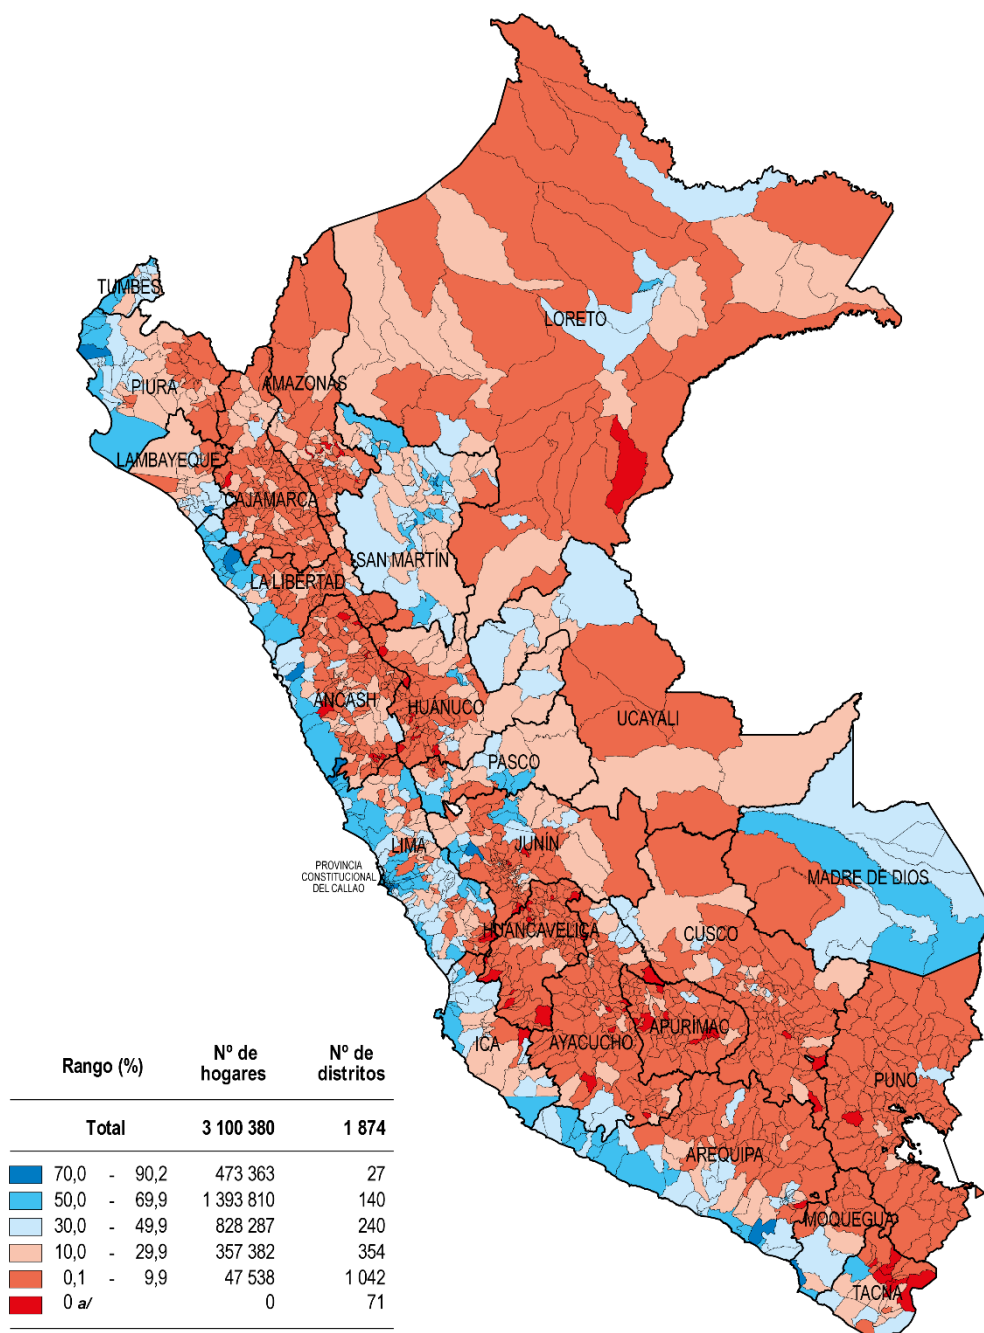 TUMBES
LORETO
PIURA
AMAZONAS
LAMBAYEQUE
CAJAMARCA
SAN MARTÍN
LA LIBERTAD
ANCASH
HUÁNUCO
UCAYALI
PASCO
LIMA
JUNÍN
PROVINCIA
CONSTITUCIONAL
DEL CALLAO
MADRE DE DIOS
HUANCAVELICA
CUSCO
ICA
AYACUCHO
APURÍMAC
PUNO
AREQUIPA
MOQUEGUA
TACNA
Rango (%) Nº de hogares Nº de distritos
Total 3 100 380 1 874
70,0 - 90,2 473 363 27
50,0 - 69,9 1 393 810 140
30,0 - 49,9 828 287 240
10,0 - 29,9 357 382 354
0,1 - 9,9 47 538 1 042
0 a/ 0 71